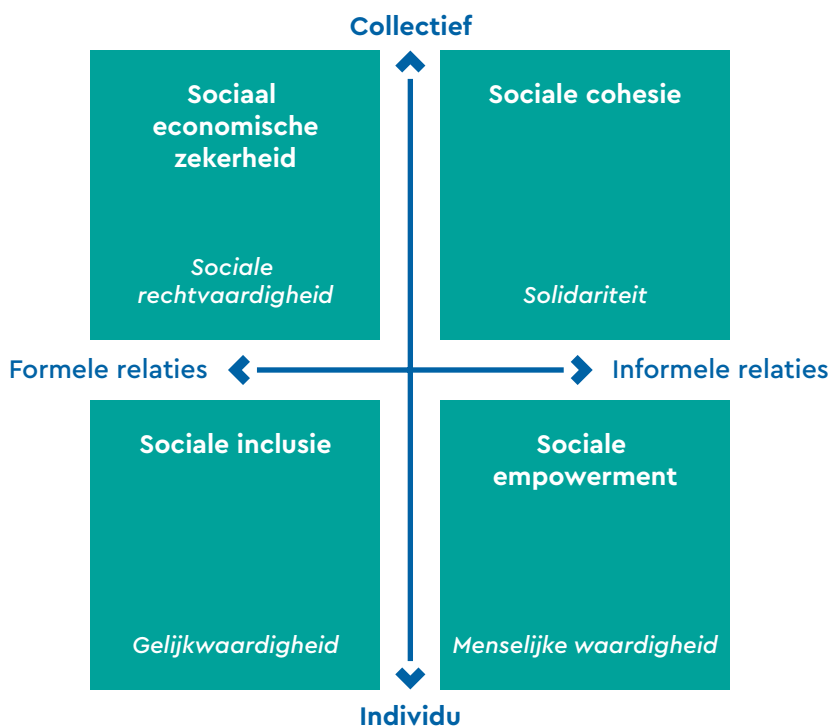 Collectief
Sociaal
economische
zekerheid
Sociale
rechtvaardigheid
Sociale cohesie
Solidariteit
Formele relaties
Informele relaties
Sociale inclusie
Gelijkwaardigheid
Sociale
empowerment
Menselijke waardigheid
Individu